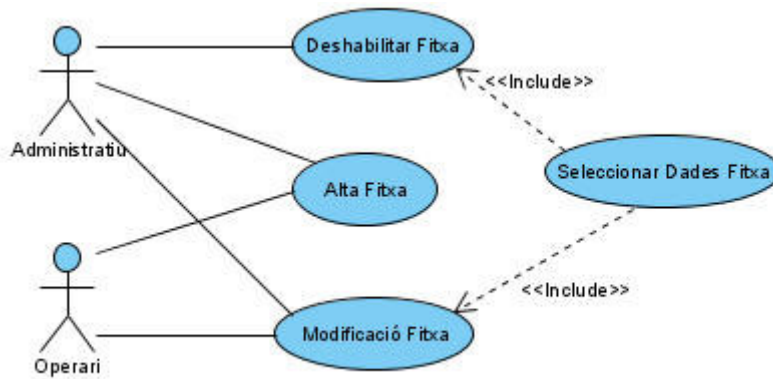 Deshabilitar Fitxa
<<Include>>
Administratiu
Seleccionar Dades Fitxa
Alta Fitxa
<<Include>>
Modificació Fitxa
Operari